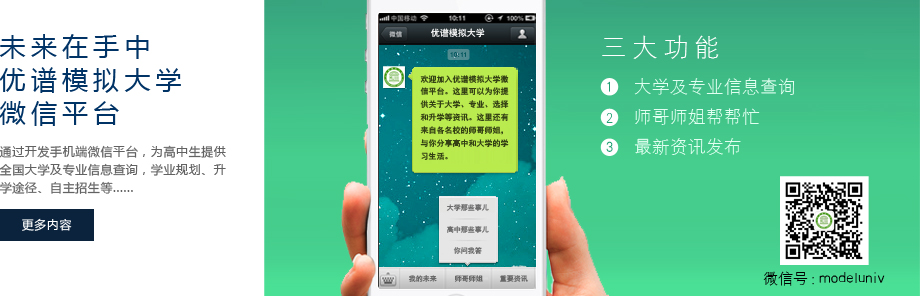 未来在手中
优谱模拟大学
微信平台
通过开发手机端微信平台，为高中生提供
全国大学及专业信息查询，学业规划、升
学途径、自主招生等......
更多内容
中国移动 10:11 100%
微信 优谱模拟大学
10:11
欢迎加入优谱模拟大学微
信平台。这里可以为你提
供关于大学、专业、选择
和升学等资讯。这里还有
来自各名校的师哥师姐，
与你分享高中和大学的学
习生活。
大学那些事儿
高中那些事儿
你问我答
我的未来 师哥师姐 重要资讯
三大功能
1 大学及专业信息查询
2 师哥师姐帮帮忙
3 最新资讯发布
微信号：modeluniv